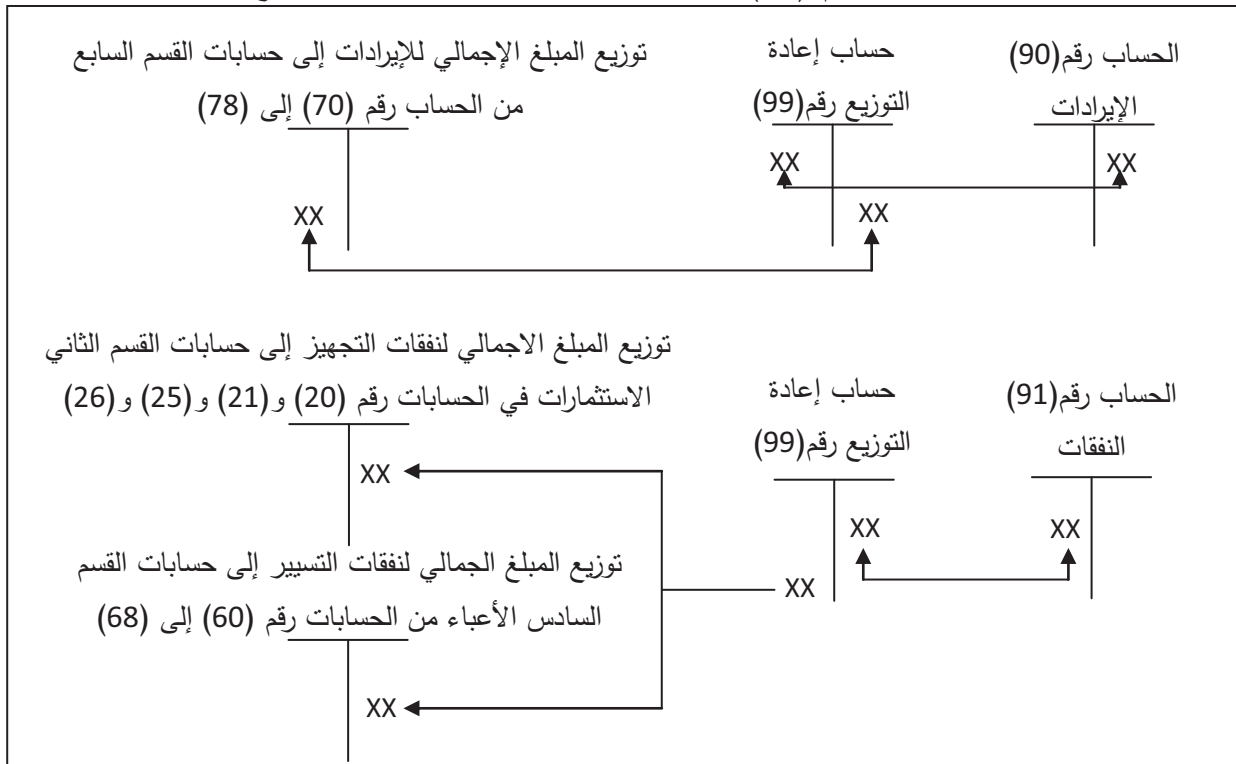 الحساب رقم(90)
الإيرادات
حساب إعادة
التوزيع رقم(99)
توزيع المبلغ الإجمالي للإيرادات إلى حسابات القسم السابع
من الحساب رقم (70) إلى (78)
XX
XX
XX
XX
الحساب رقم(91)
النفقات
حساب إعادة
التوزيع رقم(99)
توزيع المبلغ الاجمالي لنفقات التجهيز إلى حسابات القسم الثاني
الاستثمارات في الحسابات رقم (20) و(21) و(25) و(26)
XX
XX
XX
XX
توزيع المبلغ الجمالي لنفقات التسيير إلى حسابات القسم
السادس الأعباء من الحسابات رقم (60) إلى (68)
XX